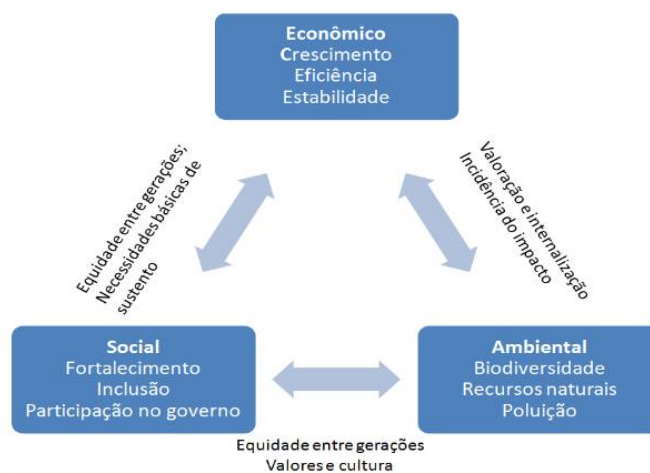 Econômico
Crescimento
Eficiência
Estabilidade
Equidade entre gerações;
Necessidades básicas de
sustento
Valoração e internalização
Incidência do impacto
Social
Fortalecimento
Inclusão
Participação no governo
Ambiental
Biodiversidade
Recursos naturais
Poluição
Equidade entre gerações
Valores e cultura